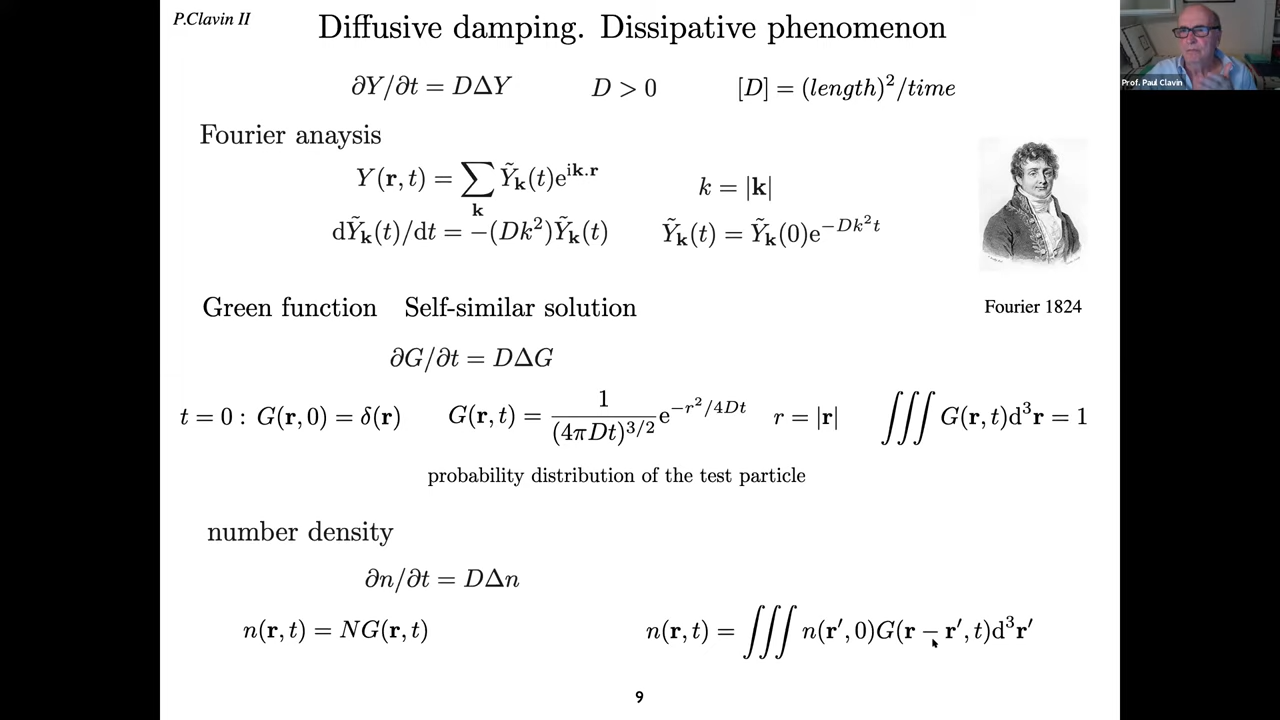 P.Clavin II
Diffusive damping. Dissipative phenomenon
∂Y/∂t = DΔY D > 0 [D] = (length)²/time
Fourier anaysis
Y(r, t) = ∑_k Ỹ_k(t)e^{ik.r} k = |k|
dỸ_k(t)/dt = −(Dk²)Ỹ_k(t) Ỹ_k(t) = Ỹ_k(0)e^{−Dk²t}
Green function Self-similar solution
Fourier 1824
∂G/∂t = DΔG
t = 0 : G(r, 0) = δ(r) G(r, t) = 1/(4πDt)^{3/2} e^{−r²/4Dt} r = |r| ∭ G(r, t)d³r = 1
probability distribution of the test particle
number density
∂n/∂t = DΔn
n(r, t) = NG(r, t) n(r, t) = ∭ n(r′, 0)G(r − r′, t)d³r′
9
Prof. Paul Clavin